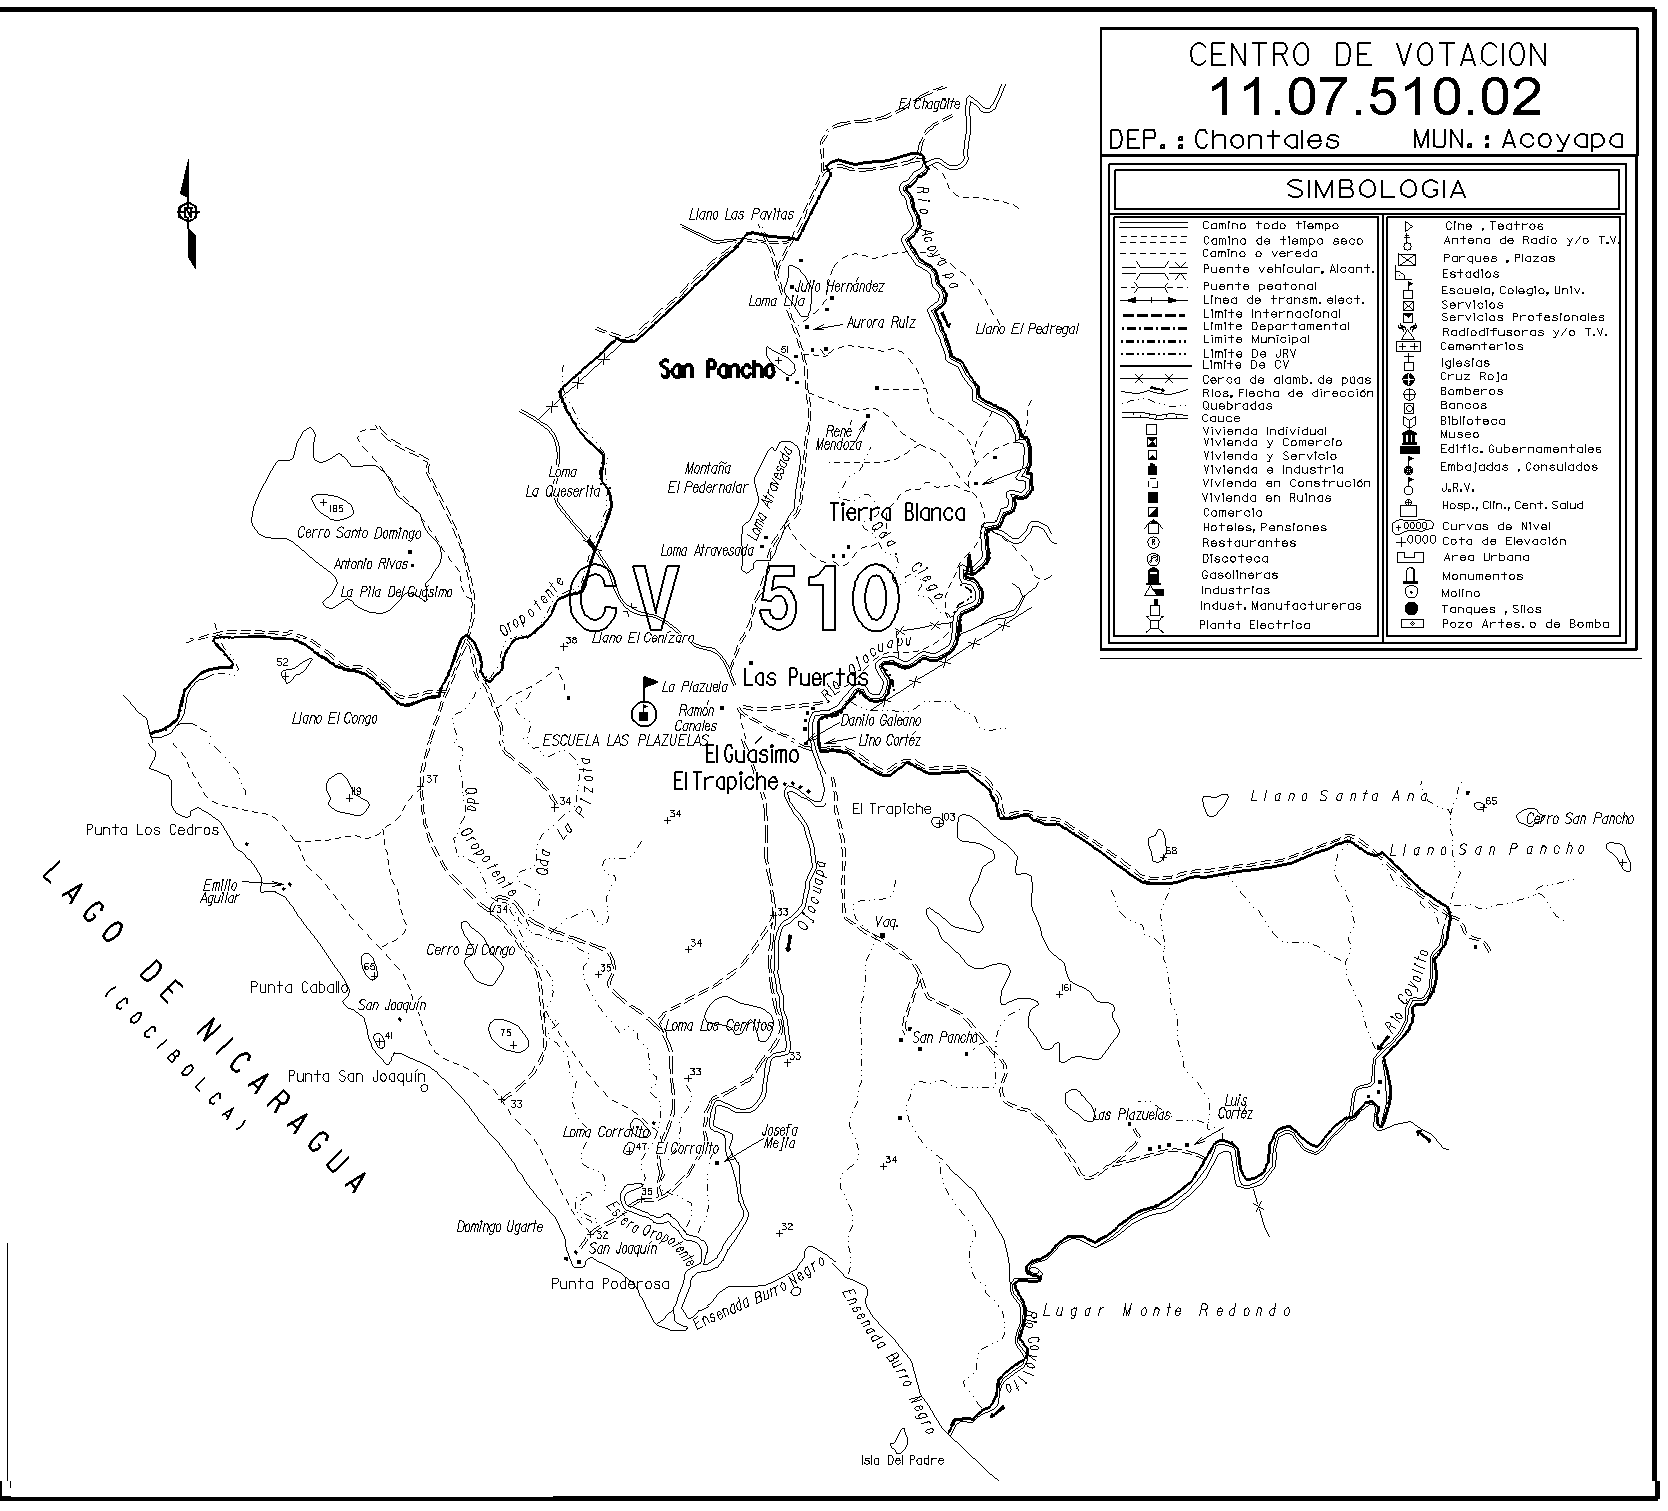 CENTRO DE VOTACION
11.07.510.02
DEP.: Chontales MUN.: Acoyapa
SIMBOLOGIA
Camino todo tiempo
Camino de tiempo seco
Camino o vereda
Puente vehicular, Alcant.
Puente peatonal
Linea de transm. elect.
Limite Internacional
Limite Departamental
Limite Municipal
Limite De JRV
Limite De CV
Cerca de alamb. de púas
Rios, Flecha de dirección
Quebradas
Cauce
Vivienda Individual
Vivienda y Comercio
Vivienda y Servicio
Vivienda e Industria
Vivienda en Construción
Vivienda en Ruinas
Comercio
Hoteles, Pensiones
Restaurantes
Discoteca
Gasolineras
Industrias
Indust. Manufactureras
Planta Electrica
Cine, Teatros
Antena de Radio y/o T.V.
Parques, Plazas
Estadios
Escuela, Colegio, Univ.
Servicios
Servicios Profesionales
Radiodifusoras y/o T.V.
Cementerios
Iglesias
Cruz Roja
Bomberos
Bancos
Biblioteca
Museo
Edific. Gubernamentales
Embajadas, Consulados
J.R.V.
Hosp., Clin., Cent. Salud
Curvas de Nivel
+0000 Cota de Elevación
Area Urbana
Monumentos
Molino
Tanques, Silos
Pozo Artes. o de Bomba
El Chagüite
Río Acoyapa
Llano Las Pavitas
Julio Hernández
Loma Lija
Aurora Ruíz
Llano El Pedregal
51
San Pancho
René
Mendoza
Loma
La Queserita
Montaña
El Pedernalar
Loma Atravesada
Tierra Blanca
185
Cerro Santo Domingo
Antonio Rivas
La Pila Del Guásimo
Loma Atravesada
Qda Ciego
CV 510
Oropotente
38
Llano El Cenízaro
52
Las Puertas
Río Ojocuapa
La Plazuela
Ramón
Canales
Llano El Congo
Danilo Galeano
Lino Cortéz
ESCUELA LAS PLAZUELAS
El Guásimo
El Trapiche
37
119
34
Qda La Pizota
Qda Oropotente
34
El Trapiche
103
Llano Santa Ana
65
Cerro San Pancho
Llano San Pancho
68
Punta Los Cedros
Emilio
Aguilar
LAGO DE NICARAGUA
(COCIBOLCA)
34
33
Ojocuapa
Vaq.
Cerro El Congo
34
35
68
Punta Caballo
San Joaquín
41
75
Punta San Joaquín
33
Loma Los Cerritos
33
33
161
San Pancho
Río Coyolito
Luis
Cortéz
Las Plazuelas
Loma Corralito
47
El Corralito
Josefa
Mejía
34
35
Estero Oropotente
Domingo Ugarte
32
San Joaquín
32
Punta Poderosa
Ensenada Burro Negro
Ensenada Burro Negro
Lugar Monte Redondo
Río Coyolito
Isla Del Padre